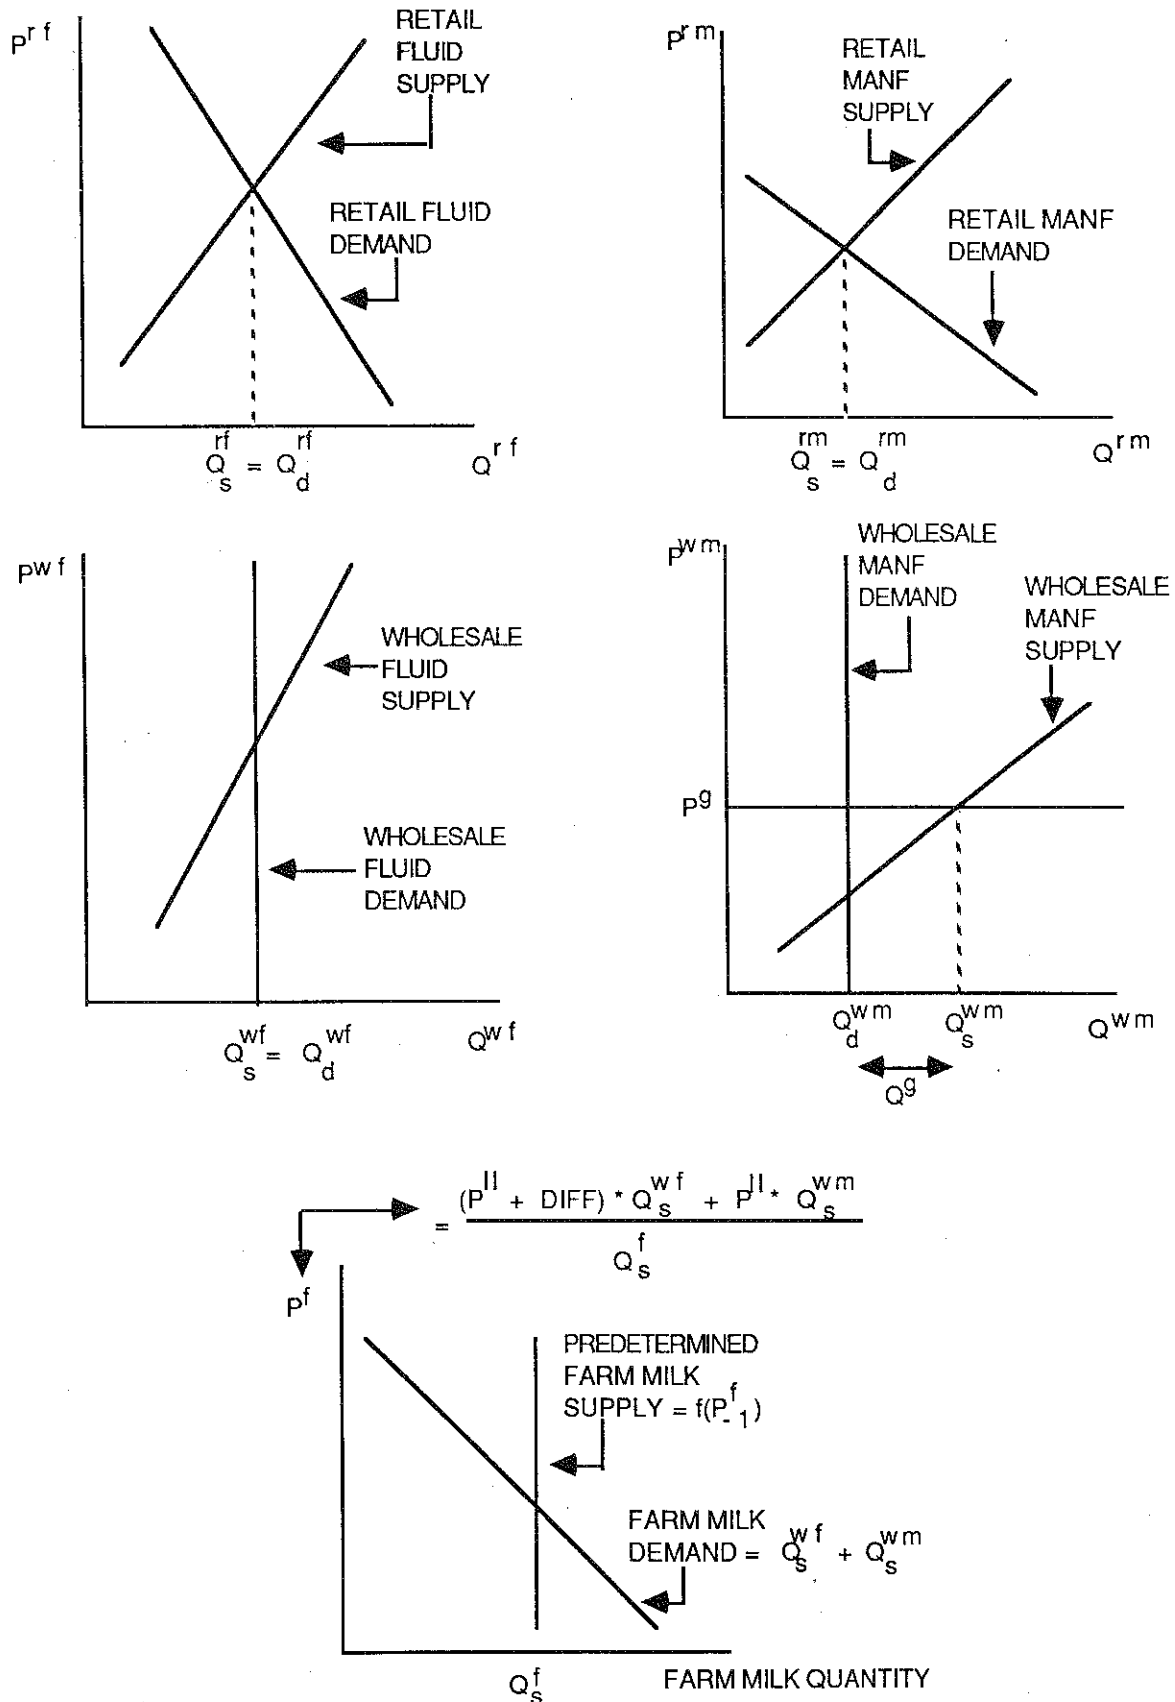 P^rf
RETAIL
FLUID
SUPPLY
RETAIL FLUID
DEMAND
Q_s^rf = Q_d^rf
Q^rf
P^rm
RETAIL
MANF
SUPPLY
RETAIL MANF
DEMAND
Q_s^rm = Q_d^rm
Q^rm
P^wf
WHOLESALE
FLUID
SUPPLY
WHOLESALE
FLUID
DEMAND
Q_s^wf = Q_d^wf
Q^wf
P^wm
WHOLESALE
MANF
DEMAND
WHOLESALE
MANF
SUPPLY
P^g
Q_d^wm
Q_s^wm
Q^wm
Q^g
(P^II + DIFF) * Q_s^wf + P^II * Q_s^wm
=
Q_s^f
P^f
PREDETERMINED
FARM MILK
SUPPLY = f(P_-1^f)
FARM MILK
DEMAND = Q_s^wf + Q_s^wm
Q_s^f
FARM MILK QUANTITY